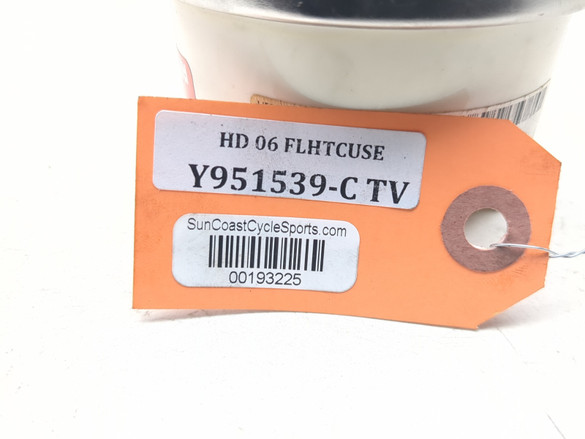 HD 06 FLHTCUSE
Y951539-C TV
SunCoastCycleSports.com
00193225